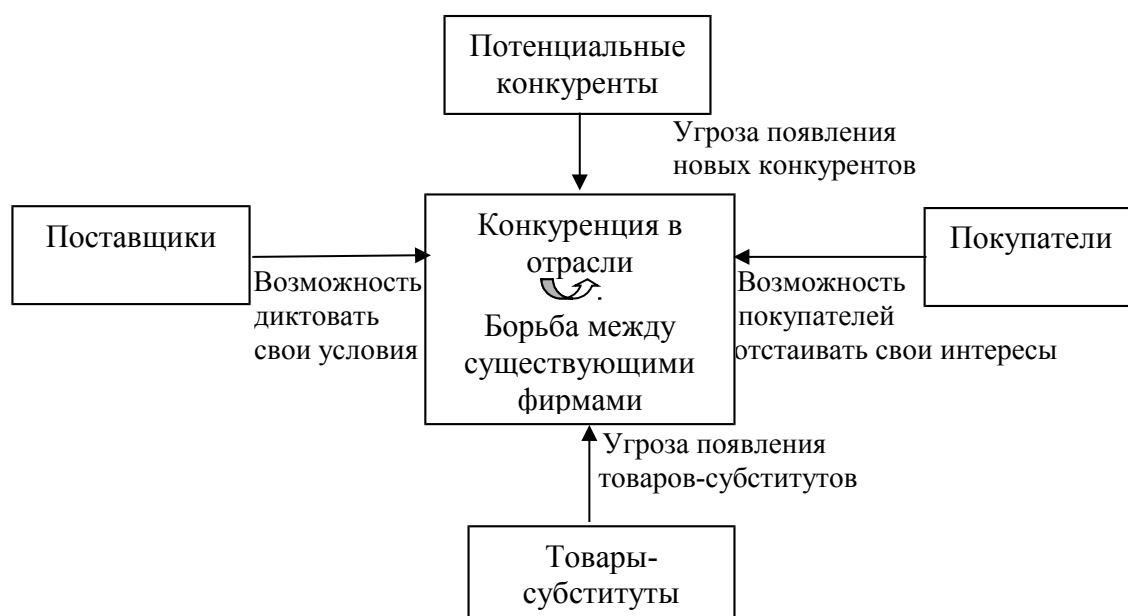 Потенциальные
конкуренты
Угроза появления
новых конкурентов
Поставщики
Возможность
диктовать
свои условия
Конкуренция в
отрасли
.
Борьба между
существующими
фирмами
Покупатели
Возможность
покупателей
отстаивать свои интересы
Угроза появления
товаров-субститутов
Товары-
субституты